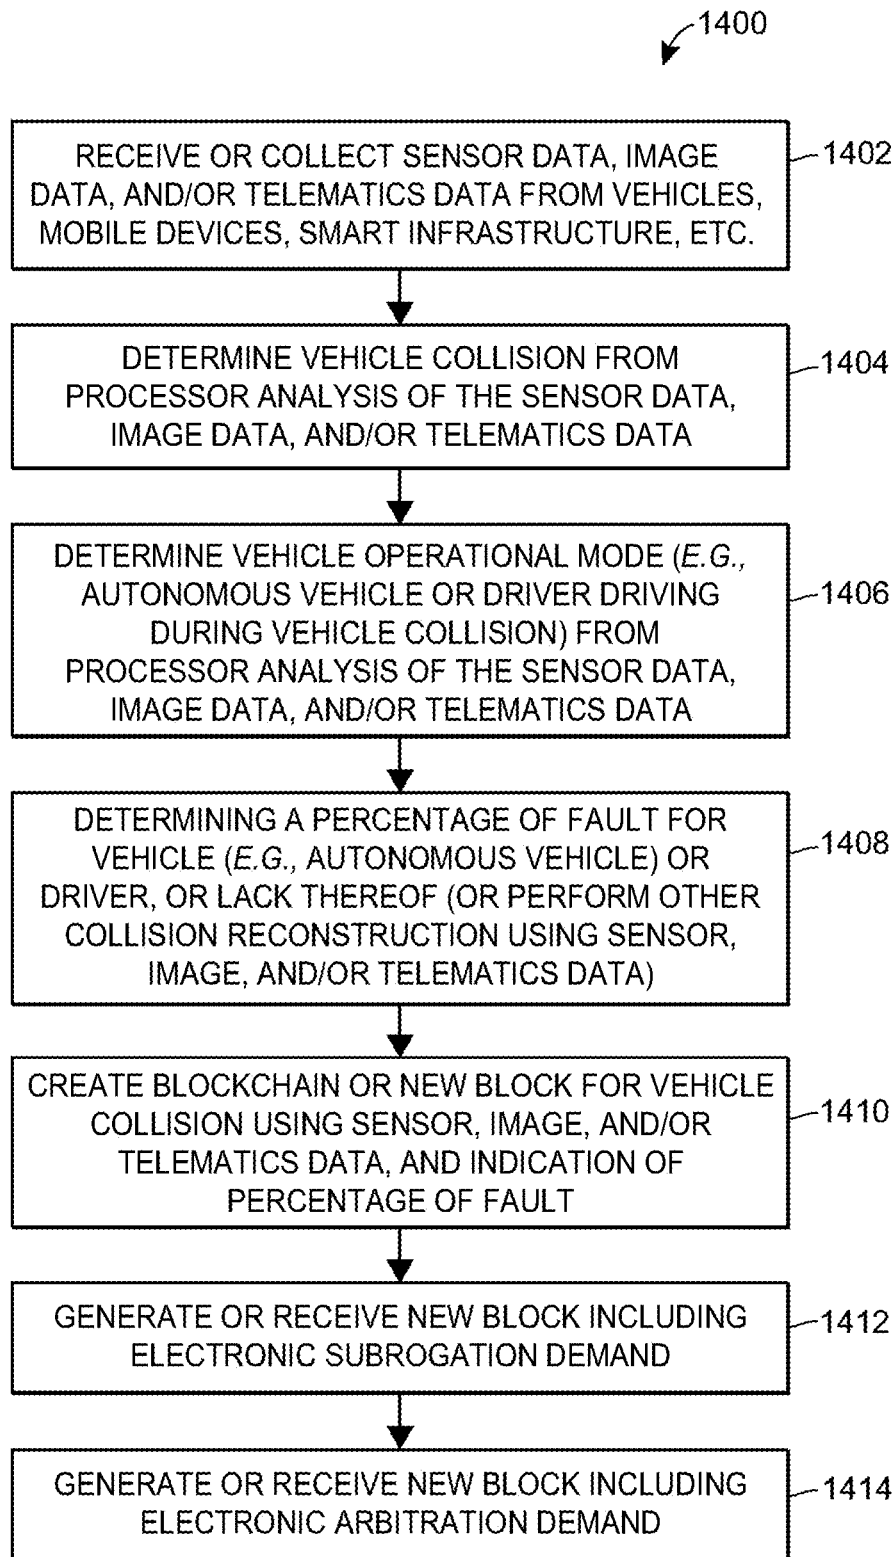 1400
RECEIVE OR COLLECT SENSOR DATA, IMAGE
DATA, AND/OR TELEMATICS DATA FROM VEHICLES,
MOBILE DEVICES, SMART INFRASTRUCTURE, ETC.
1402
DETERMINE VEHICLE COLLISION FROM
PROCESSOR ANALYSIS OF THE SENSOR DATA,
IMAGE DATA, AND/OR TELEMATICS DATA
1404
DETERMINE VEHICLE OPERATIONAL MODE (E.G.,
AUTONOMOUS VEHICLE OR DRIVER DRIVING
DURING VEHICLE COLLISION) FROM
PROCESSOR ANALYSIS OF THE SENSOR DATA,
IMAGE DATA, AND/OR TELEMATICS DATA
1406
DETERMINING A PERCENTAGE OF FAULT FOR
VEHICLE (E.G., AUTONOMOUS VEHICLE) OR
DRIVER, OR LACK THEREOF (OR PERFORM OTHER
COLLISION RECONSTRUCTION USING SENSOR,
IMAGE, AND/OR TELEMATICS DATA)
1408
CREATE BLOCKCHAIN OR NEW BLOCK FOR VEHICLE
COLLISION USING SENSOR, IMAGE, AND/OR
TELEMATICS DATA, AND INDICATION OF
PERCENTAGE OF FAULT
1410
GENERATE OR RECEIVE NEW BLOCK INCLUDING
ELECTRONIC SUBROGATION DEMAND
1412
GENERATE OR RECEIVE NEW BLOCK INCLUDING
ELECTRONIC ARBITRATION DEMAND
1414